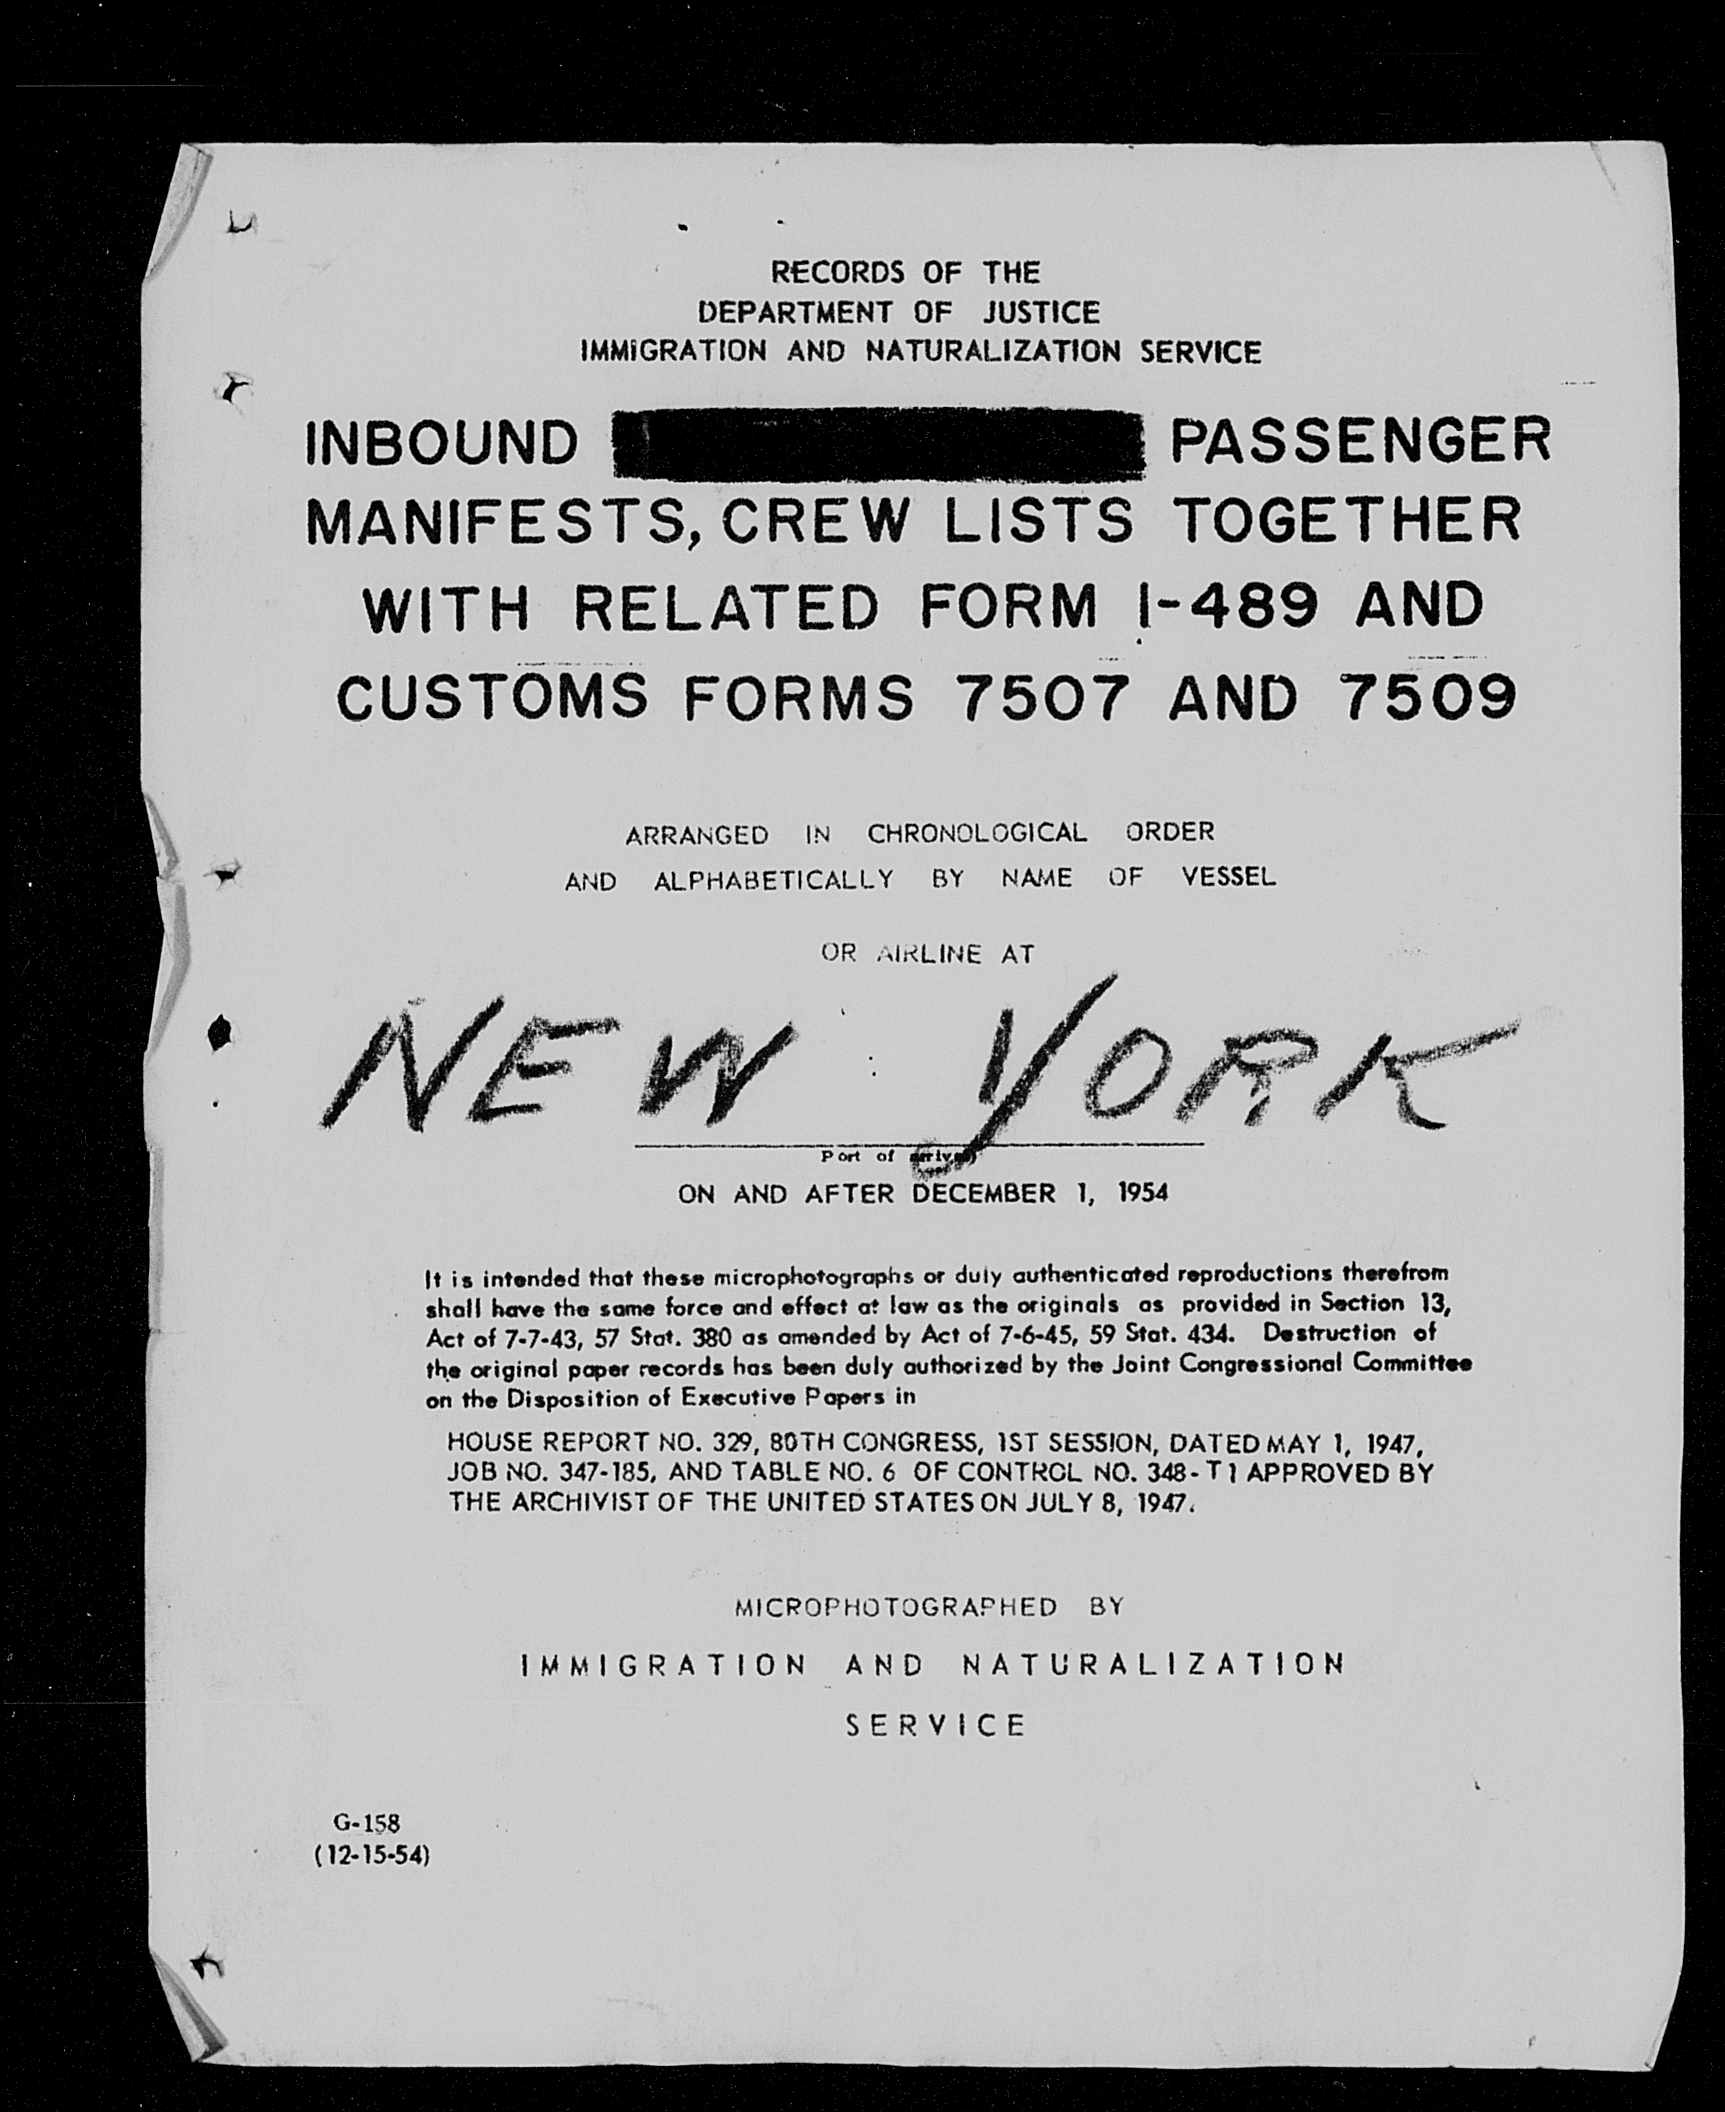 RECORDS OF THE
DEPARTMENT OF JUSTICE
IMMIGRATION AND NATURALIZATION SERVICE
INBOUND PASSENGER
MANIFESTS, CREW LISTS TOGETHER
WITH RELATED FORM I-489 AND
CUSTOMS FORMS 7507 AND 7509
ARRANGED IN CHRONOLOGICAL ORDER
AND ALPHABETICALLY BY NAME OF VESSEL
OR AIRLINE AT
NEW YORK
Port of arrival)
ON AND AFTER DECEMBER 1, 1954
It is intended that these microphotographs or duly authenticated reproductions therefrom
shall have the same force and effect at law as the originals as provided in Section 13,
Act of 7-7-43, 57 Stat. 380 as amended by Act of 7-6-45, 59 Stat. 434. Destruction of
the original paper records has been duly authorized by the Joint Congressional Committee
on the Disposition of Executive Papers in
HOUSE REPORT NO. 329, 80TH CONGRESS, 1ST SESSION, DATED MAY 1, 1947,
JOB NO. 347-185, AND TABLE NO. 6 OF CONTROL NO. 348-T1 APPROVED BY
THE ARCHIVIST OF THE UNITED STATES ON JULY 8, 1947.
MICROPHOTOGRAPHED BY
IMMIGRATION AND NATURALIZATION
SERVICE
G-158
(12-15-54)